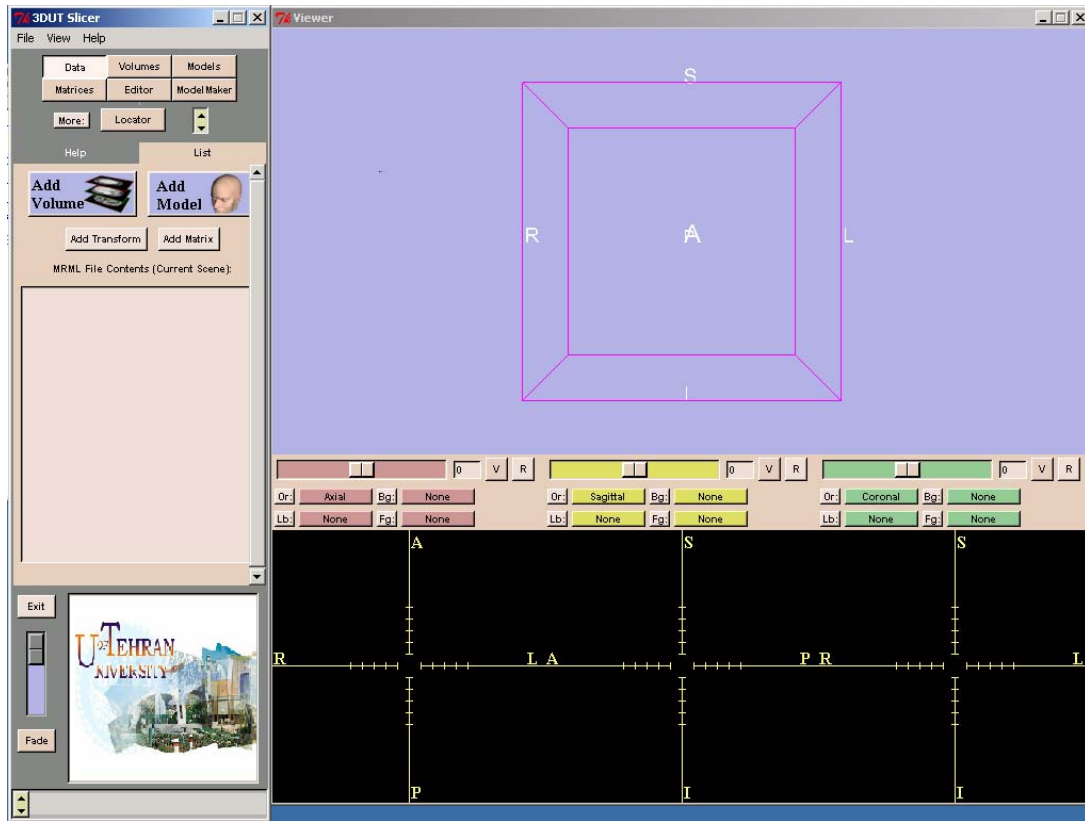 3DUT Slicer
File View Help
Data Volumes Models
Matrices Editor Model Maker
More: Locator
Help List
Add Volume
Add Model
Add Transform Add Matrix
MRML File Contents (Current Scene):
Exit
Fade
U OF TEHRAN
NIVERSITY
Viewer
S
R A L
I
0 V R 0 V R 0 V R
Or: Axial Bg: None Or: Sagittal Bg: None Or: Coronal Bg: None
Lb: None Fg: None Lb: None Fg: None Lb: None Fg: None
A S S
R L A P R L
P I I